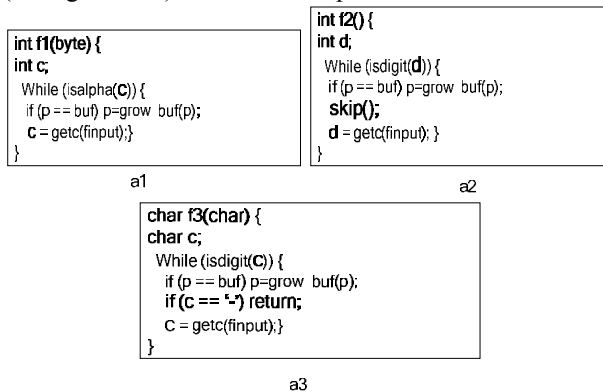 int f1(byte) {
int c;
While (isalpha(c)) {
if (p == buf) p=grow buf(p);
c = getc(finput);}
}
a1
int f2() {
int d;
While (isdigit(d)) {
if (p == buf) p=grow buf(p);
skip();
d = getc(finput); }
}
a2
char f3(char) {
char c;
While (isdigit(C)) {
if (p == buf) p=grow buf(p);
if (c == '-') return;
C = getc(finput);}
}
a3